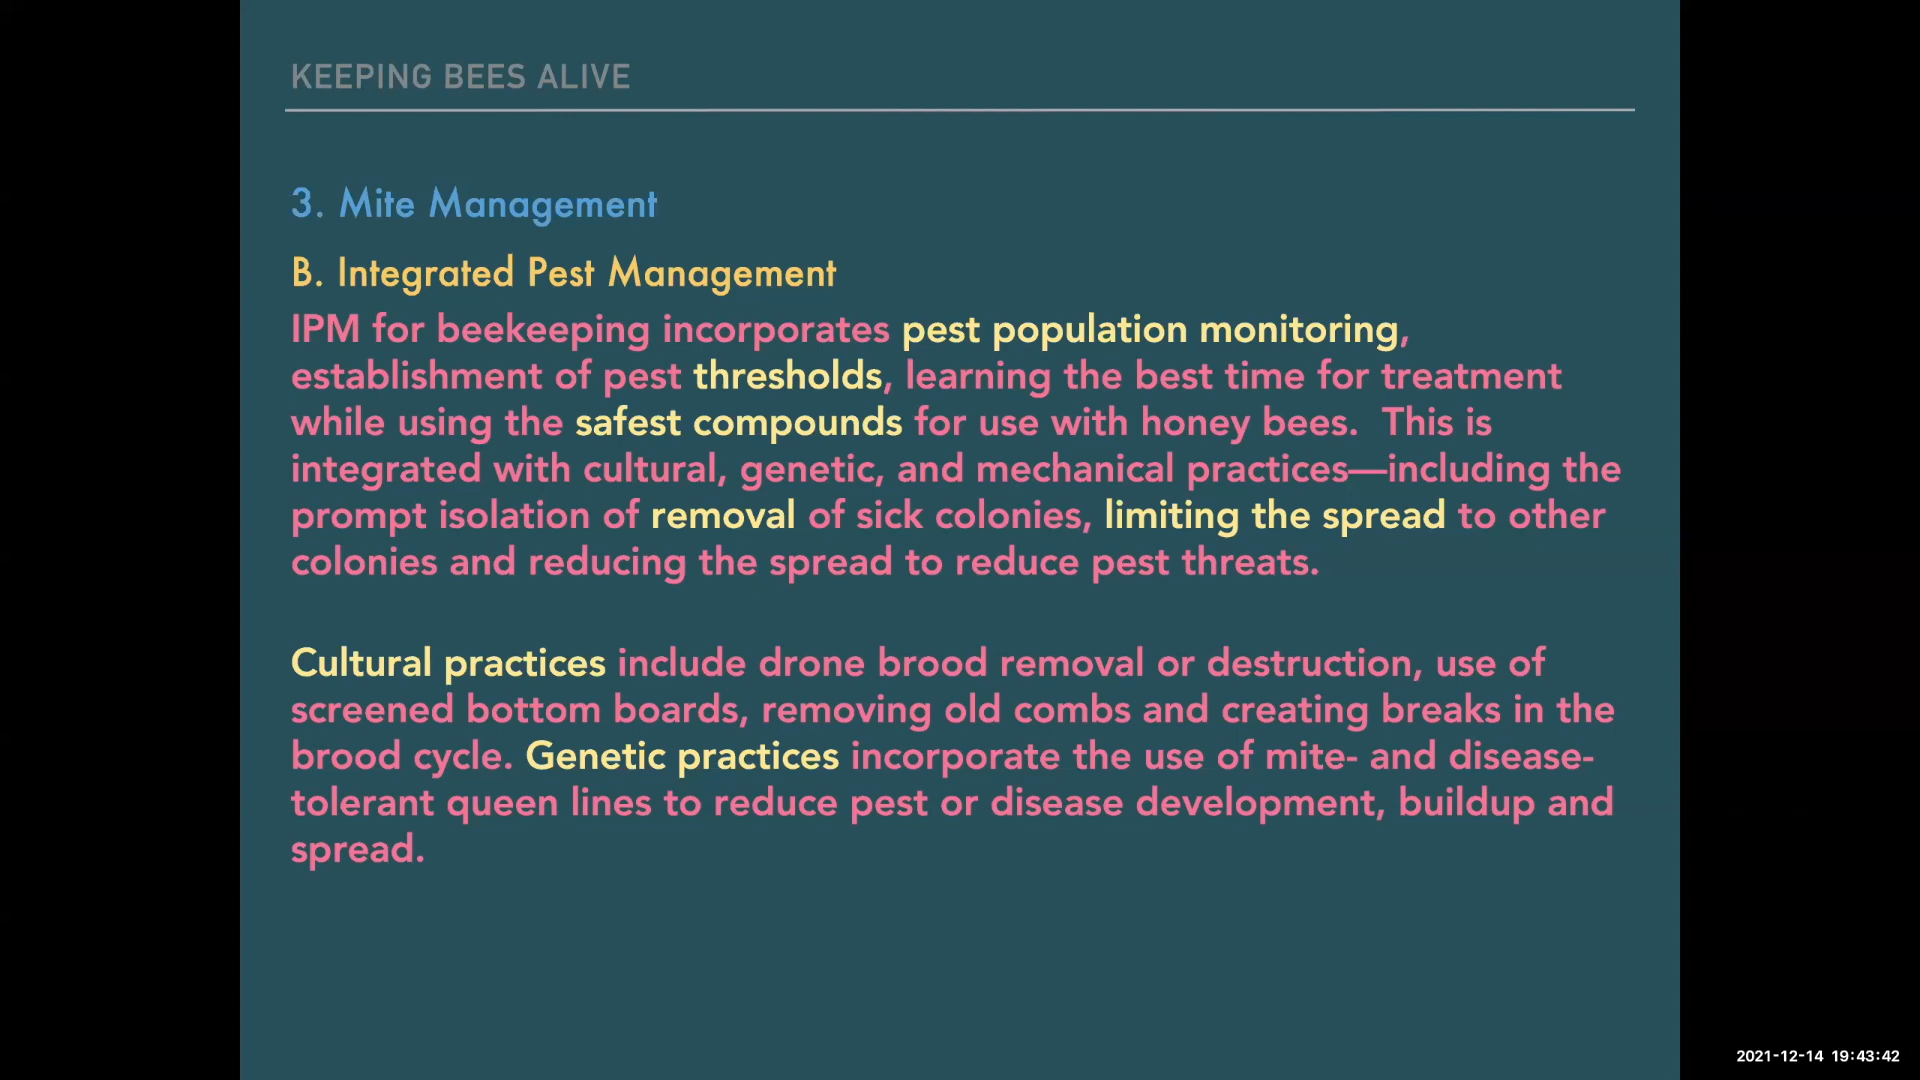 KEEPING BEES ALIVE
3. Mite Management
B. Integrated Pest Management
IPM for beekeeping incorporates pest population monitoring,
establishment of pest thresholds, learning the best time for treatment
while using the safest compounds for use with honey bees.  This is
integrated with cultural, genetic, and mechanical practices—including the
prompt isolation of removal of sick colonies, limiting the spread to other
colonies and reducing the spread to reduce pest threats.
Cultural practices include drone brood removal or destruction, use of
screened bottom boards, removing old combs and creating breaks in the
brood cycle. Genetic practices incorporate the use of mite- and disease-
tolerant queen lines to reduce pest or disease development, buildup and
spread.
2021-12-14 19:43:42